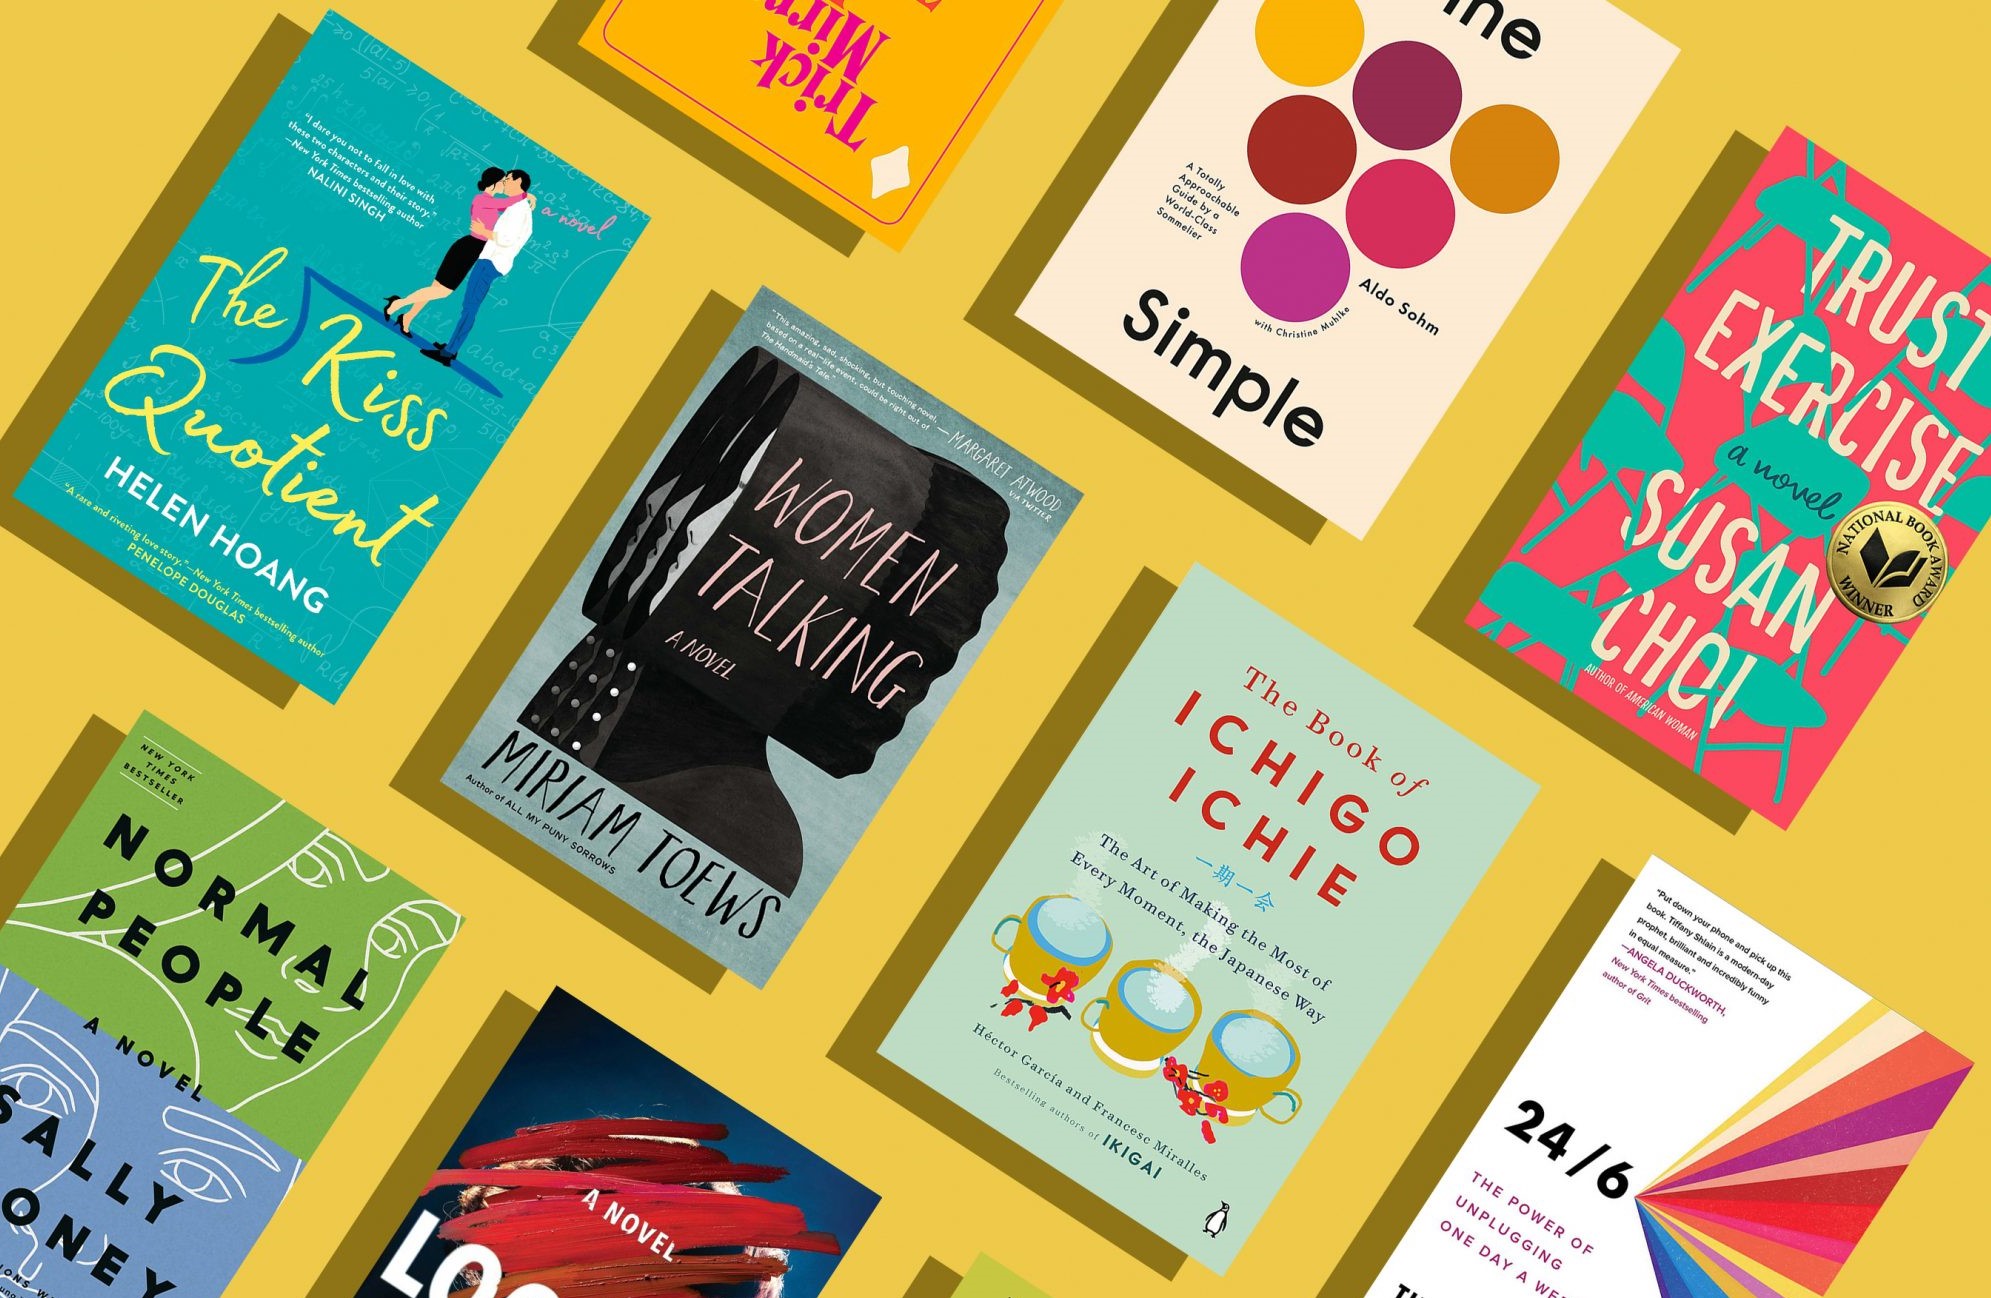 "I dare you not to fall in love with
these two characters and their story."
—New York Times bestselling author
NALINI SINGH
a novel
The Kiss
Quotient
HELEN HOANG
"A rare and riveting love story."—New York Times bestselling author
PENELOPE DOUGLAS
Trick
Mirr
ine
A Totally
Approachable
Guide by a
World-Class
Sommelier
Aldo Sohm
with Christine Muhlke
Simple
TRUST
EXERCISE
a novel
SUSAN
CHOI
AUTHOR OF AMERICAN WOMAN
NATIONAL BOOK AWARD
WINNER
"This amazing, sad, shocking, but touching novel,
based on a real-life event, could be right out of
The Handmaid's Tale."
—MARGARET ATWOOD
VIA TWITTER
WOMEN
TALKING
A NOVEL
MIRIAM TOEWS
Author of ALL MY PUNY SORROWS
The Book of
ICHIGO
ICHIE
一期一会
The Art of Making the Most of
Every Moment, the Japanese Way
Héctor García and Francesc Miralles
Bestselling authors of IKIGAI
NEW YORK
TIMES
BESTSELLER
NORMAL
PEOPLE
A NOVEL
SALLY
ONEY
A NOVEL
LOO
"Put down your phone and pick up this
book. Tiffany Shlain is a modern-day
prophet, brilliant and incredibly funny
in equal measure."
—ANGELA DUCKWORTH,
New York Times bestselling
author of Grit
24/6
THE POWER OF
UNPLUGGING
ONE DAY A WE